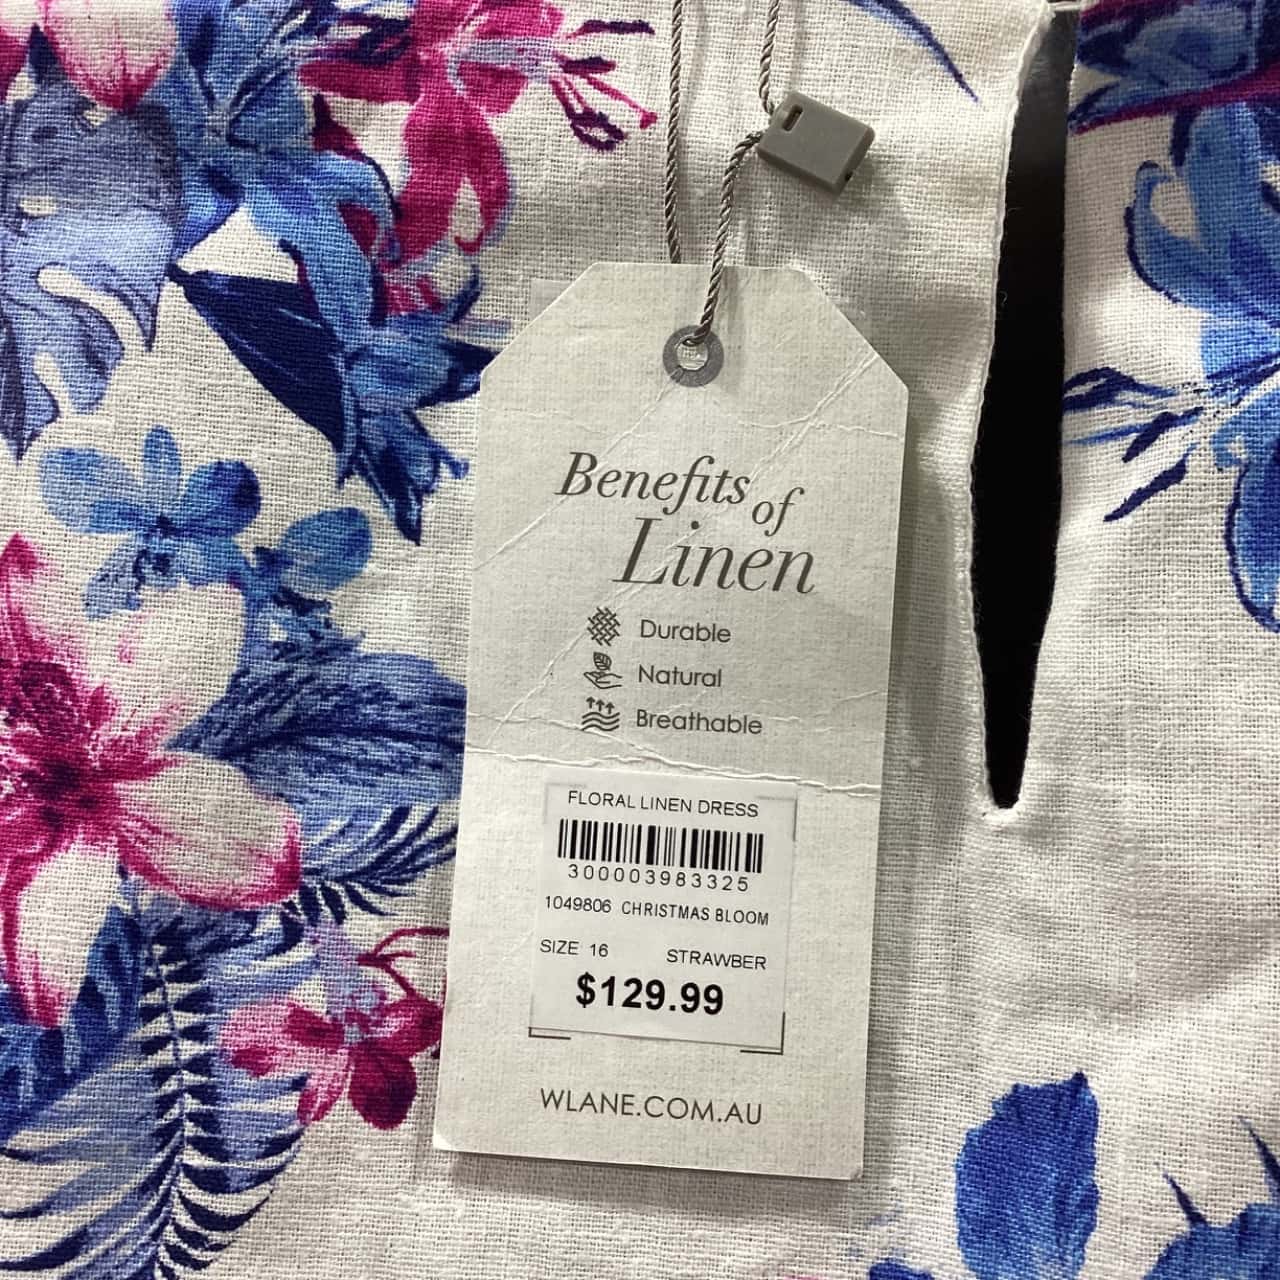 Benefits of
Linen
Durable
Natural
Breathable
FLORAL LINEN DRESS
300003983325
1049806 CHRISTMAS BLOOM
SIZE 16 STRAWBER
$129.99
WLANE.COM.AU